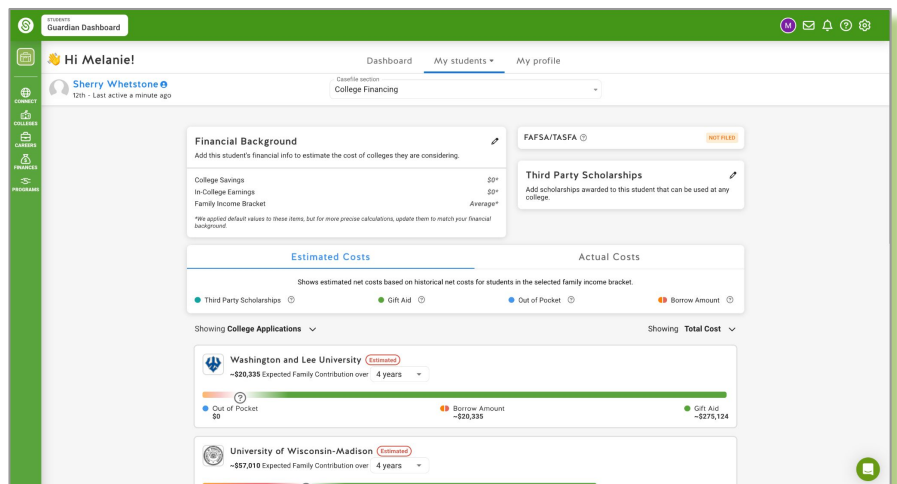 STUDENTS
Guardian Dashboard
M
👋 Hi Melanie!
Dashboard
My students
My profile
Sherry Whetstone
12th - Last active a minute ago
Casefile section
College Financing
CONNECT
COLLEGES
CAREERS
FINANCES
PROGRAMS
Financial Background
Add this student's financial info to estimate the cost of colleges they are considering.
College Savings $0*
In-College Earnings $0*
Family Income Bracket Average*
*We applied default values to these items, but for more precise calculations, update them to match your financial
background.
FAFSA/TASFA ? NOT FILED
Third Party Scholarships
Add scholarships awarded to this student that can be used at any
college.
Estimated Costs Actual Costs
Shows estimated net costs based on historical net costs for students in the selected family income bracket.
Third Party Scholarships ? Gift Aid ? Out of Pocket ? Borrow Amount ?
Showing College Applications Showing Total Cost
Washington and Lee University Estimated
~$20,335 Expected Family Contribution over 4 years
?
Out of Pocket Borrow Amount Gift Aid
$0 ~$20,335 ~$275,124
University of Wisconsin-Madison Estimated
~$57,010 Expected Family Contribution over 4 years